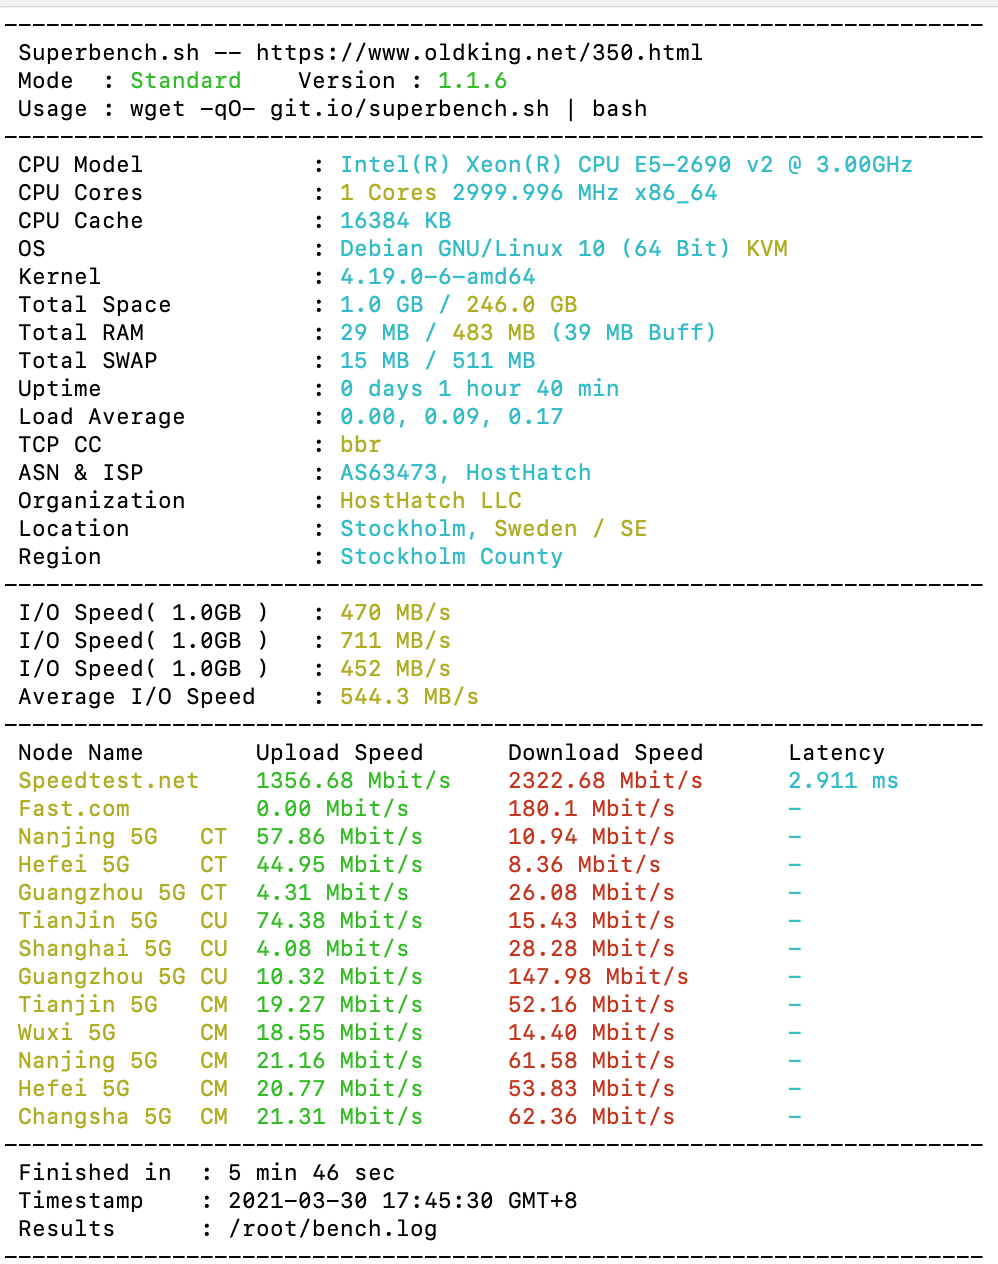 Superbench.sh -- https://www.oldking.net/350.html
Mode  : Standard    Version : 1.1.6
Usage : wget -qO- git.io/superbench.sh | bash
CPU Model            : Intel(R) Xeon(R) CPU E5-2690 v2 @ 3.00GHz
CPU Cores            : 1 Cores 2999.996 MHz x86_64
CPU Cache            : 16384 KB
OS                   : Debian GNU/Linux 10 (64 Bit) KVM
Kernel               : 4.19.0-6-amd64
Total Space          : 1.0 GB / 246.0 GB
Total RAM            : 29 MB / 483 MB (39 MB Buff)
Total SWAP           : 15 MB / 511 MB
Uptime               : 0 days 1 hour 40 min
Load Average         : 0.00, 0.09, 0.17
TCP CC               : bbr
ASN & ISP            : AS63473, HostHatch
Organization         : HostHatch LLC
Location             : Stockholm, Sweden / SE
Region               : Stockholm County
I/O Speed( 1.0GB )   : 470 MB/s
I/O Speed( 1.0GB )   : 711 MB/s
I/O Speed( 1.0GB )   : 452 MB/s
Average I/O Speed    : 544.3 MB/s
Node Name        Upload Speed      Download Speed      Latency
Speedtest.net    1356.68 Mbit/s    2322.68 Mbit/s      2.911 ms
Fast.com         0.00 Mbit/s       180.1 Mbit/s        -
Nanjing 5G   CT  57.86 Mbit/s      10.94 Mbit/s        -
Hefei 5G     CT  44.95 Mbit/s      8.36 Mbit/s         -
Guangzhou 5G CT  4.31 Mbit/s       26.08 Mbit/s        -
TianJin 5G   CU  74.38 Mbit/s      15.43 Mbit/s        -
Shanghai 5G  CU  4.08 Mbit/s       28.28 Mbit/s        -
Guangzhou 5G CU  10.32 Mbit/s      147.98 Mbit/s       -
Tianjin 5G   CM  19.27 Mbit/s      52.16 Mbit/s        -
Wuxi 5G      CM  18.55 Mbit/s      14.40 Mbit/s        -
Nanjing 5G   CM  21.16 Mbit/s      61.58 Mbit/s        -
Hefei 5G     CM  20.77 Mbit/s      53.83 Mbit/s        -
Changsha 5G  CM  21.31 Mbit/s      62.36 Mbit/s        -
Finished in  : 5 min 46 sec
Timestamp    : 2021-03-30 17:45:30 GMT+8
Results      : /root/bench.log